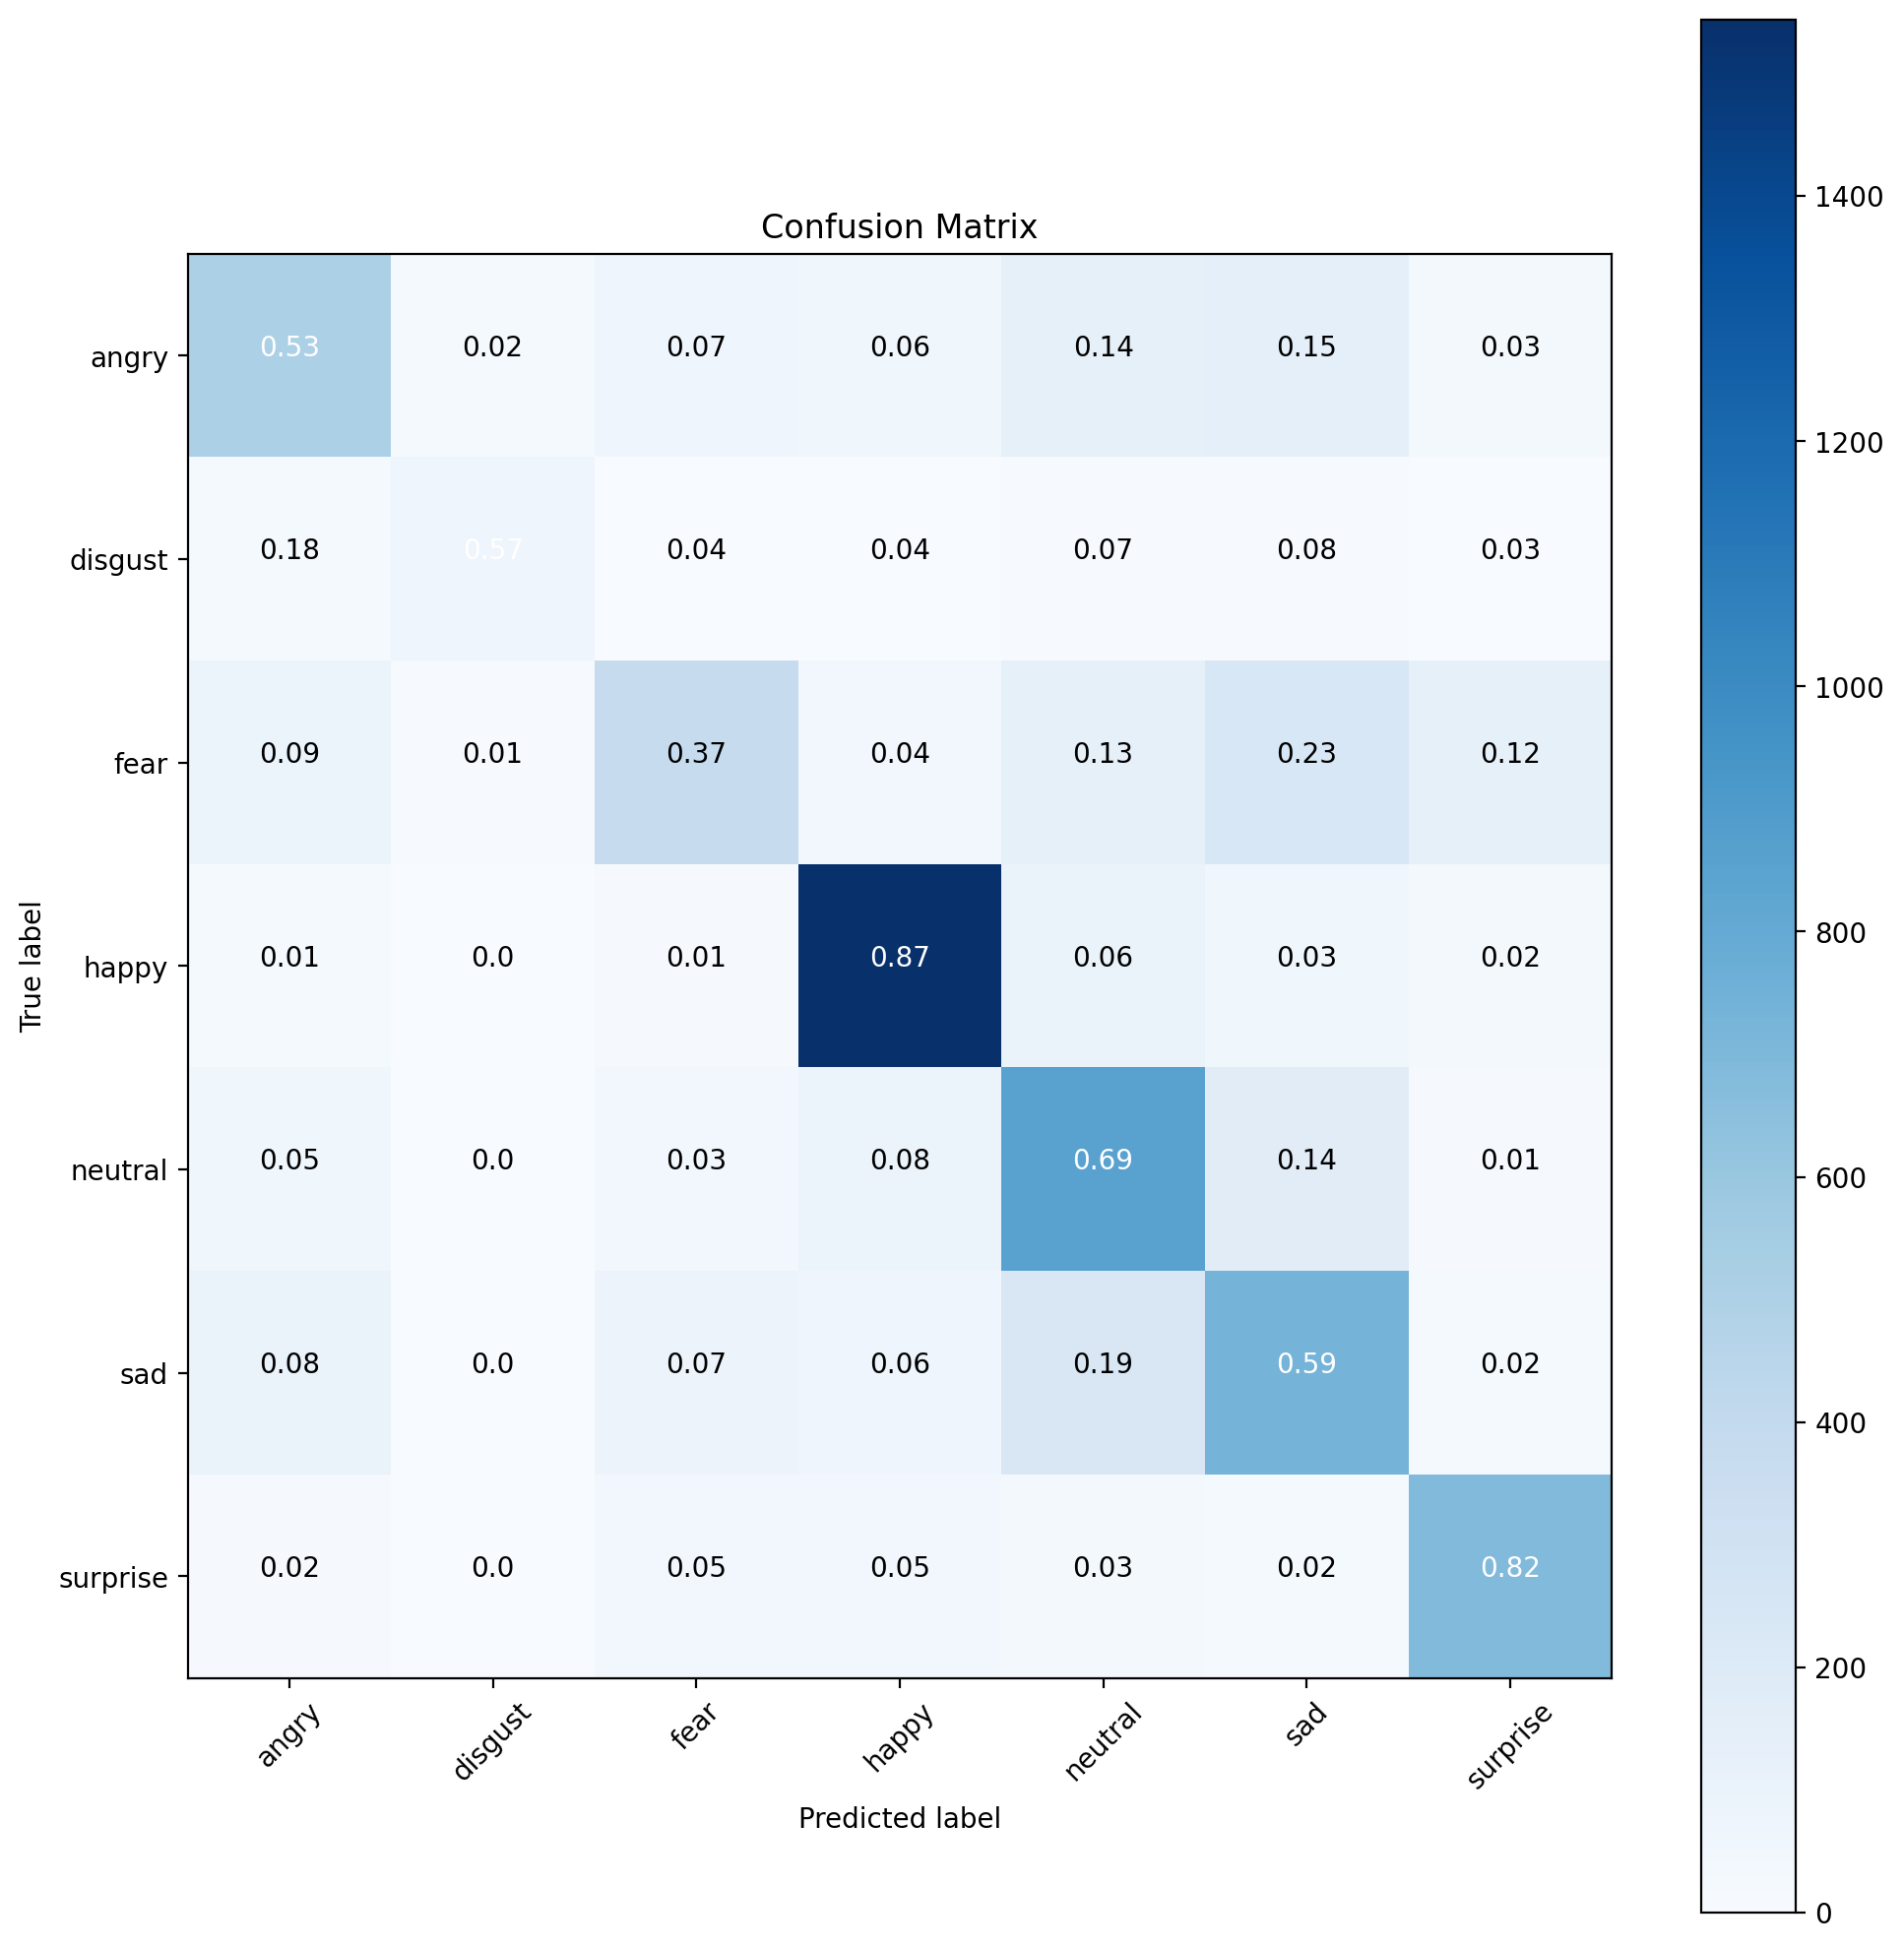 Confusion Matrix
angry 0.53 0.02 0.07 0.06 0.14 0.15 0.03
disgust 0.18 0.57 0.04 0.04 0.07 0.08 0.03
fear 0.09 0.01 0.37 0.04 0.13 0.23 0.12
happy 0.01 0.0 0.01 0.87 0.06 0.03 0.02
neutral 0.05 0.0 0.03 0.08 0.69 0.14 0.01
sad 0.08 0.0 0.07 0.06 0.19 0.59 0.02
surprise 0.02 0.0 0.05 0.05 0.03 0.02 0.82
angry disgust fear happy neutral sad surprise
Predicted label
True label
1400
1200
1000
800
600
400
200
0